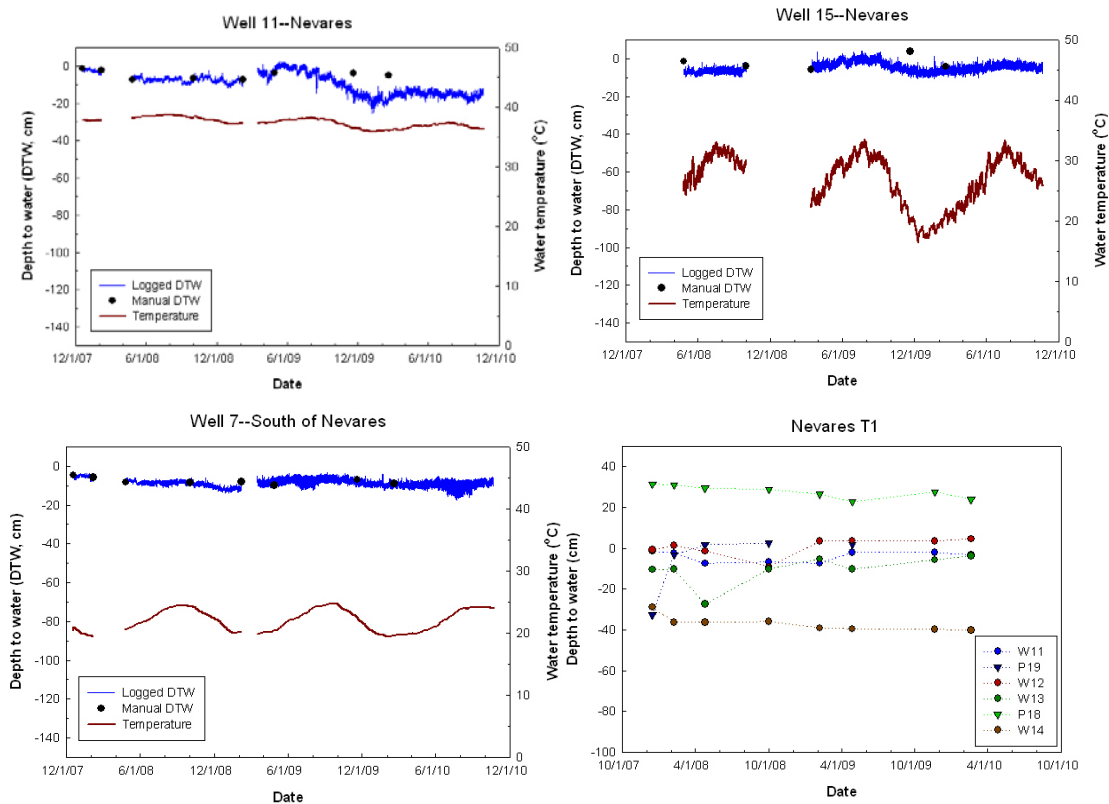 Well 11--Nevares
Depth to water (DTW, cm)
0
-20
-40
-60
-80
-100
-120
-140
50
40
30
20
10
0
Water temperature (°C)
Logged DTW
Manual DTW
Temperature
12/1/07 6/1/08 12/1/08 6/1/09 12/1/09 6/1/10 12/1/10
Date
Well 15--Nevares
Depth to water (DTW, cm)
0
-20
-40
-60
-80
-100
-120
-140
50
40
30
20
10
0
Water temperature (°C)
Logged DTW
Manual DTW
Temperature
12/1/07 6/1/08 12/1/08 6/1/09 12/1/09 6/1/10 12/1/10
Date
Well 7--South of Nevares
Depth to water (DTW, cm)
0
-20
-40
-60
-80
-100
-120
-140
50
40
30
20
10
0
Water temperature (°C)
Logged DTW
Manual DTW
Temperature
12/1/07 6/1/08 12/1/08 6/1/09 12/1/09 6/1/10 12/1/10
Date
Nevares T1
Depth to water (cm)
40
20
0
-20
-40
-60
-80
-100
W11
P19
W12
W13
P18
W14
10/1/07 4/1/08 10/1/08 4/1/09 10/1/09 4/1/10 10/1/10
Date